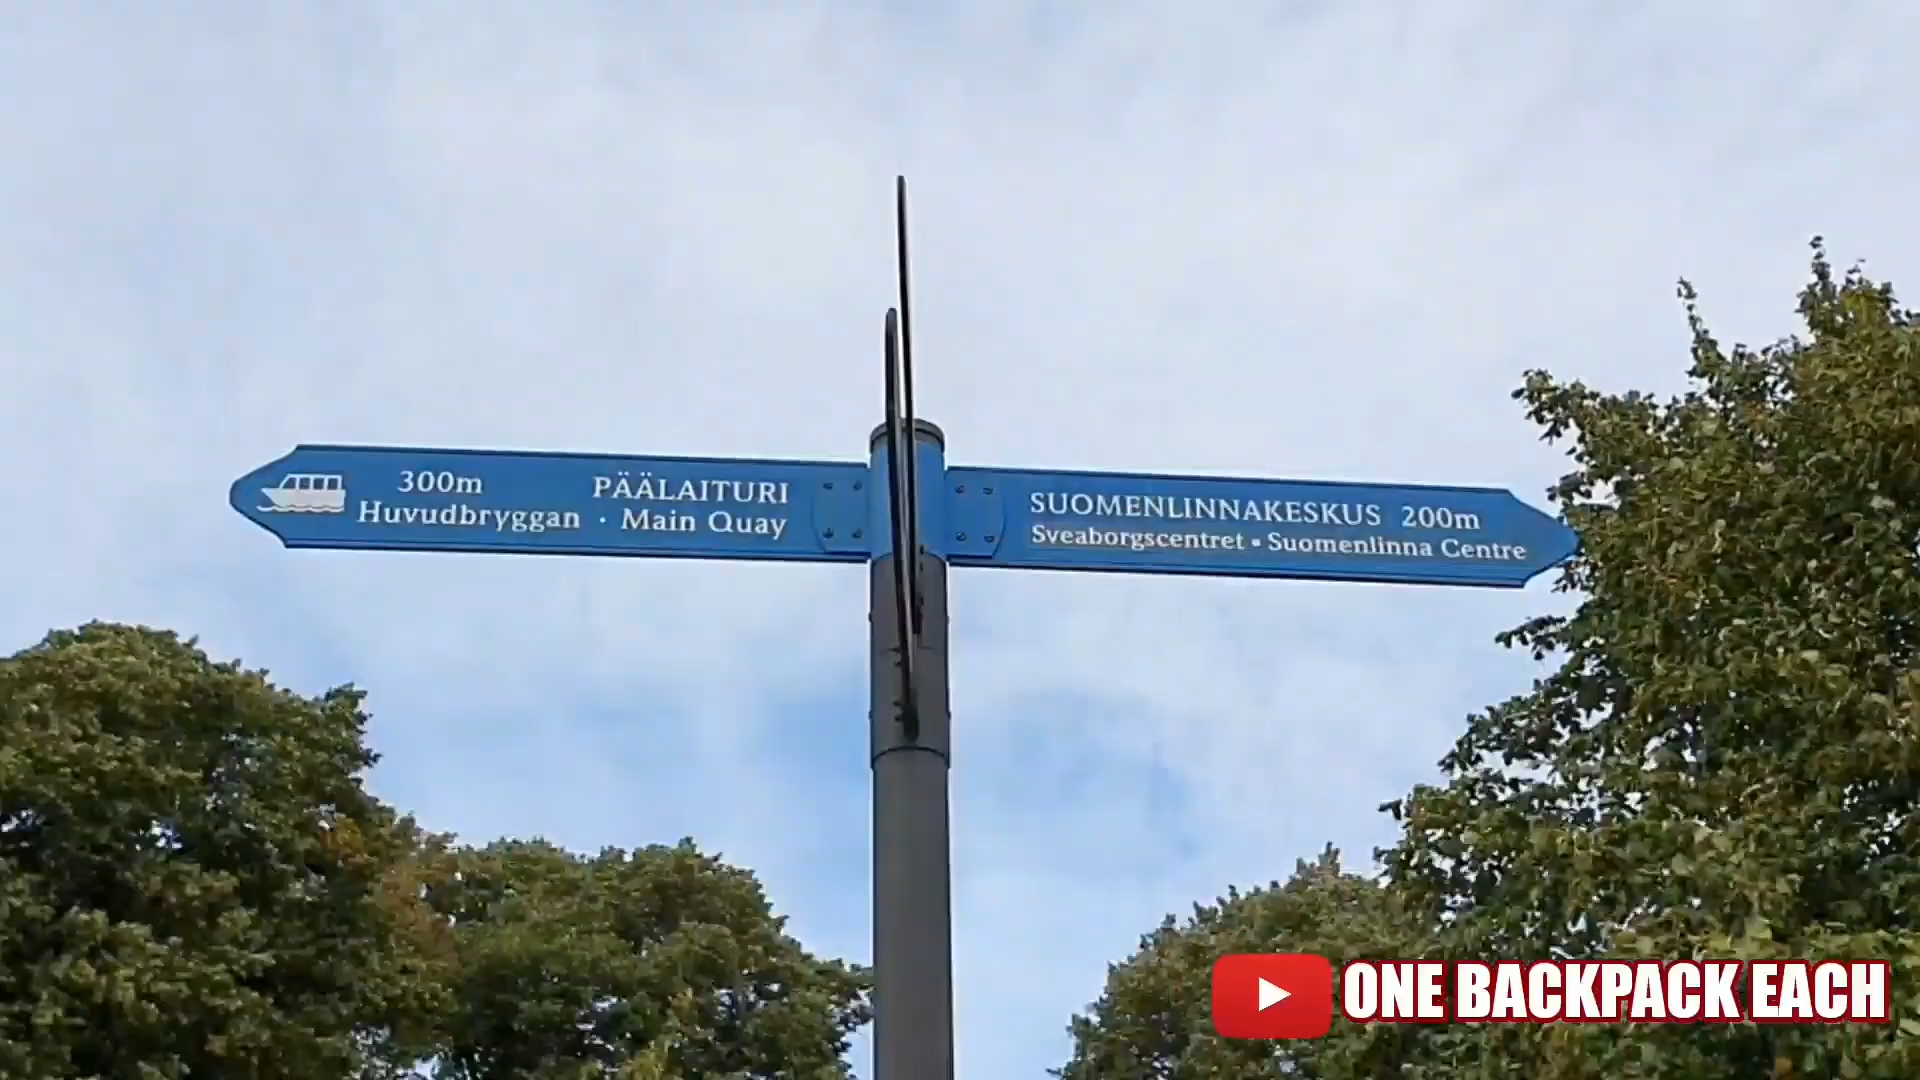 300m PÄÄLAITURI
Huvudbryggan · Main Quay
SUOMENLINNAKESKUS 200m
Sveaborgscentret • Suomenlinna Centre
ONE BACKPACK EACH